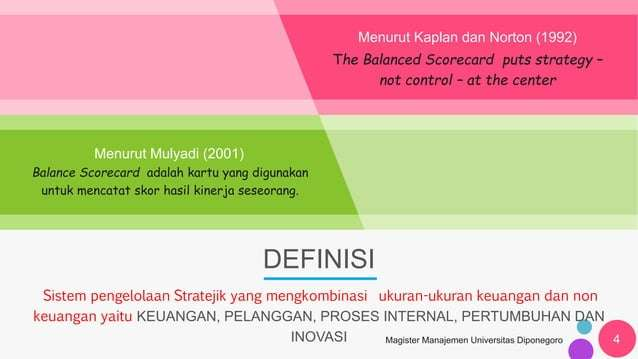 Menurut Kaplan dan Norton (1992)
The Balanced Scorecard puts strategy –
not control – at the center
Menurut Mulyadi (2001)
Balance Scorecard adalah kartu yang digunakan
untuk mencatat skor hasil kinerja seseorang.
DEFINISI
Sistem pengelolaan Stratejik yang mengkombinasi ukuran-ukuran keuangan dan non
keuangan yaitu KEUANGAN, PELANGGAN, PROSES INTERNAL, PERTUMBUHAN DAN
INOVASI
Magister Manajemen Universitas Diponegoro
4